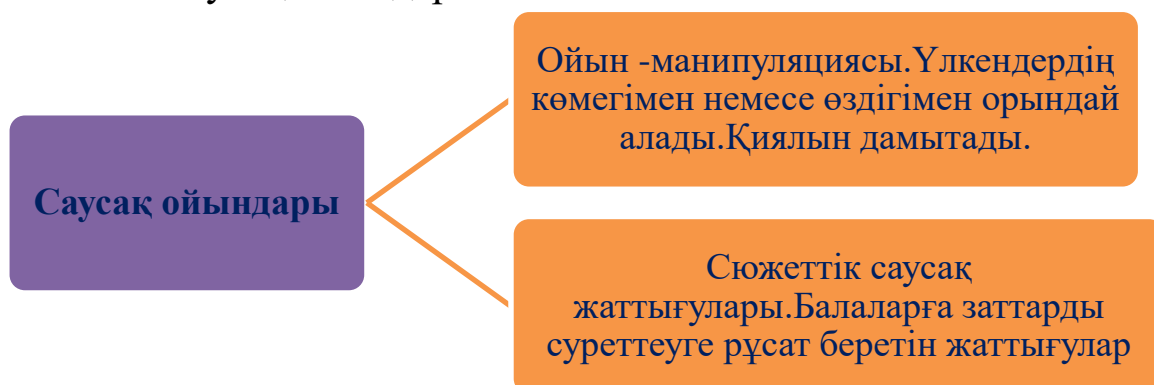 Саусақ ойындары
Ойын -манипуляциясы.Үлкендердің
көмегімен немесе өздігімен орындай
алады.Қиялын дамытады.
Сюжеттік саусақ
жаттығулары.Балаларға заттарды
суреттеуге рұсат беретін жаттығулар